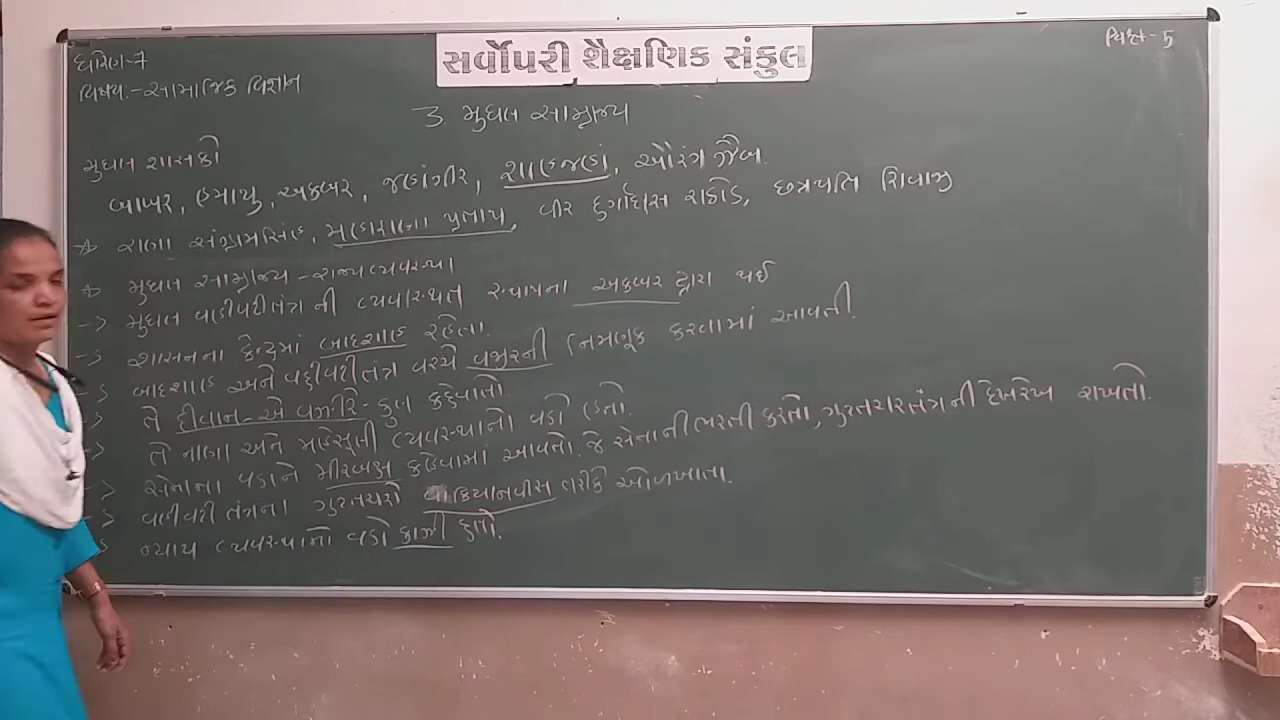 સર્વોપરી શૈક્ષણિક સંકુલ
ધોરણ-7
વિષય:-સામાજિક વિજ્ઞાન
3. મુઘલ સામ્રાજ્ય
મુઘલ શાસકો
બાબર, હુમાયુ, અકબર, જહાંગીર, શાહજહાં, ઔરંગઝૈબ.
* રાણા સંગ્રામસિંહ, મહારાણા પ્રતાપ, વીર દુર્ગાદાસ રાઠોડ, છત્રપતિ શિવાજી
* મુઘલ સામ્રાજ્ય - રાજ્યવ્યવસ્થા
-> મુઘલ વહીવટીતંત્ર ની વ્યવસ્થિત સ્થાપના અકબર દ્વારા થઈ
-> શાસનના કેન્દ્રમાં બાદશાહ રહેલા.
-> બાદશાહ અને વહીવટીતંત્ર વચ્ચે વજીરની નિમણૂક કરવામાં આવતી.
-> તે દીવાન-એ વઝીરે-કુલ કહેવાતો.
-> તે નાણા અને મહેસૂલી વ્યવસ્થાનો વડો હતો.
-> સેનાના વડાને મીરબક્ષ કહેવામાં આવતો. જે સેનાની ભરતી કરતો, ગુપ્તચરતંત્રની દેખરેખ રાખતો.
-> વહીવટી તંત્રના ગુપ્તચરો વાકિયાનવીસ તરીકે ઓળખાતા.
-> ન્યાય વ્યવસ્થાનો વડો કાઝી હતો.